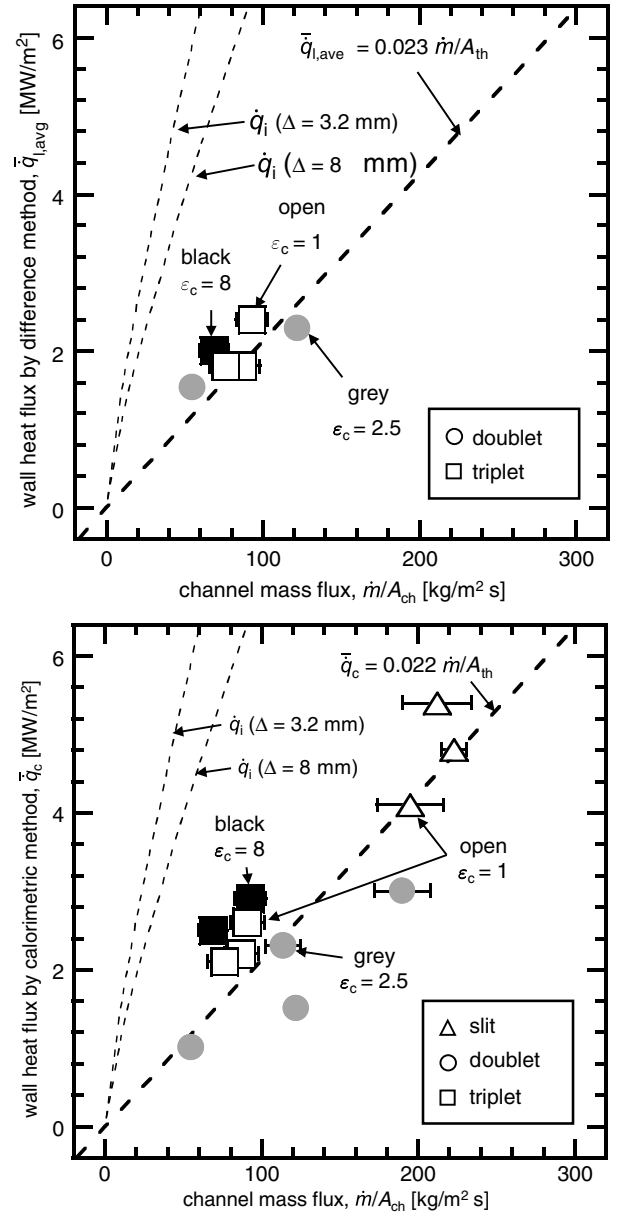 6
4
2
0
wall heat flux by difference method, q̇̄l,avg [MW/m²]
q̇̄l,ave = 0.023 ṁ/Ath
q̇i (Δ = 3.2 mm)
q̇i (Δ = 8 mm)
open
εc = 1
black
εc = 8
grey
εc = 2.5
doublet
triplet
0 100 200 300
channel mass flux, ṁ/Ach [kg/m² s]
6
4
2
0
wall heat flux by calorimetric method, q̇̄c [MW/m²]
q̇̄c = 0.022 ṁ/Ath
q̇i (Δ = 3.2 mm)
q̇i (Δ = 8 mm)
black
εc = 8
open
εc = 1
grey
εc = 2.5
slit
doublet
triplet
0 100 200 300
channel mass flux, ṁ/Ach [kg/m² s]